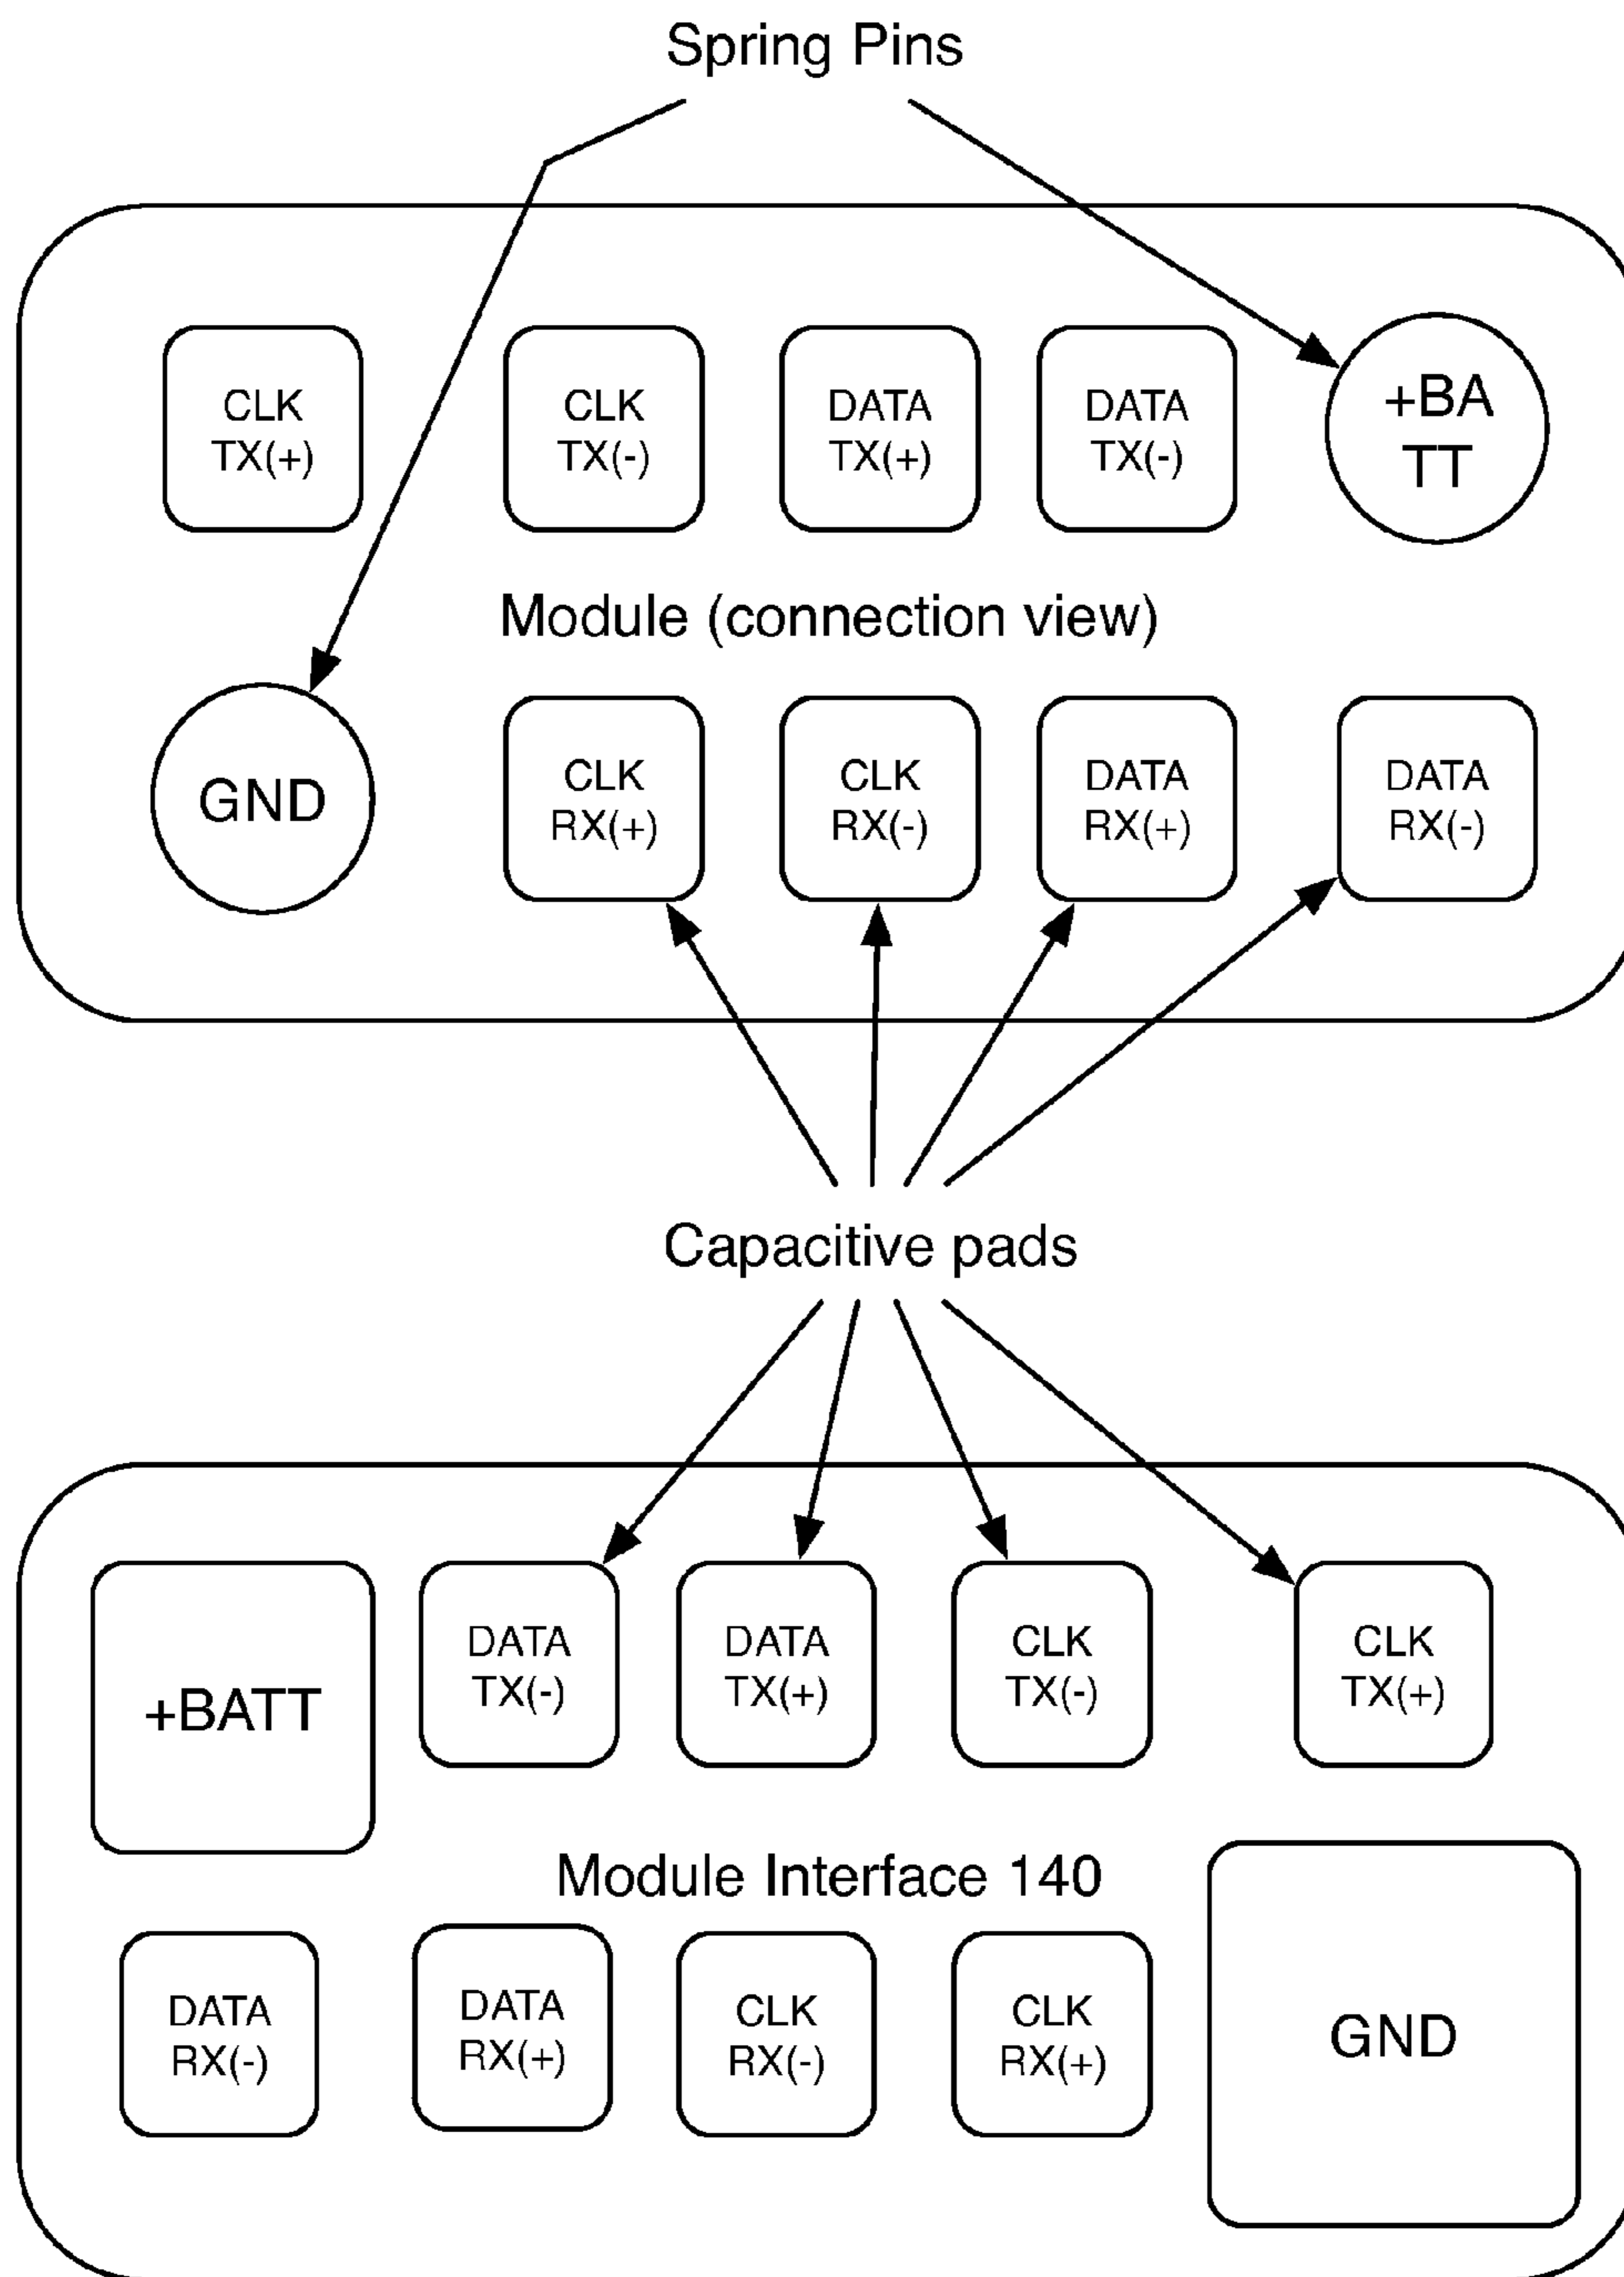 Spring Pins
CLK
TX(+)
CLK
TX(-)
DATA
TX(+)
DATA
TX(-)
+BA
TT
Module (connection view)
GND
CLK
RX(+)
CLK
RX(-)
DATA
RX(+)
DATA
RX(-)
Capacitive pads
+BATT
DATA
TX(-)
DATA
TX(+)
CLK
TX(-)
CLK
TX(+)
Module Interface 140
DATA
RX(-)
DATA
RX(+)
CLK
RX(-)
CLK
RX(+)
GND